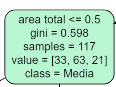 area total <= 0.5
gini = 0.598
samples = 117
value = [33, 63, 21]
class = Media